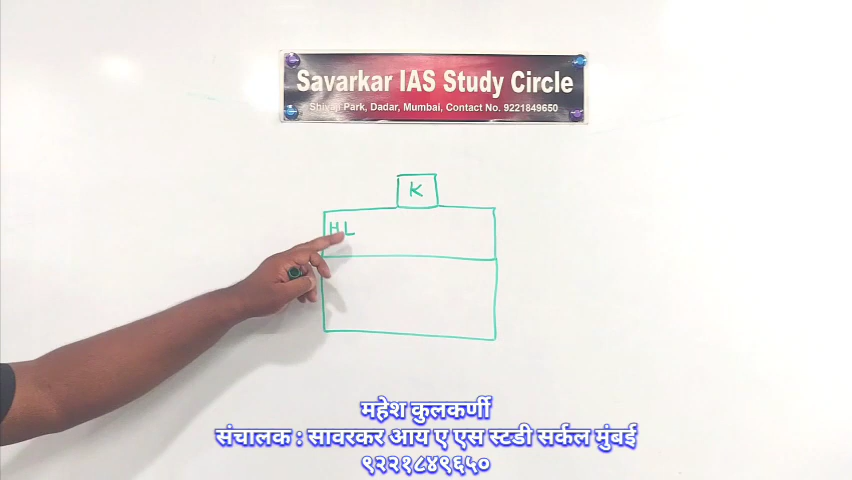 Savarkar IAS Study Circle
Shivaji Park, Dadar, Mumbai, Contact No. 9221849650
K
HL
महेश कुलकर्णी
संचालक : सावरकर आय ए एस स्टडी सर्कल मुंबई
९२२१८४९६५०